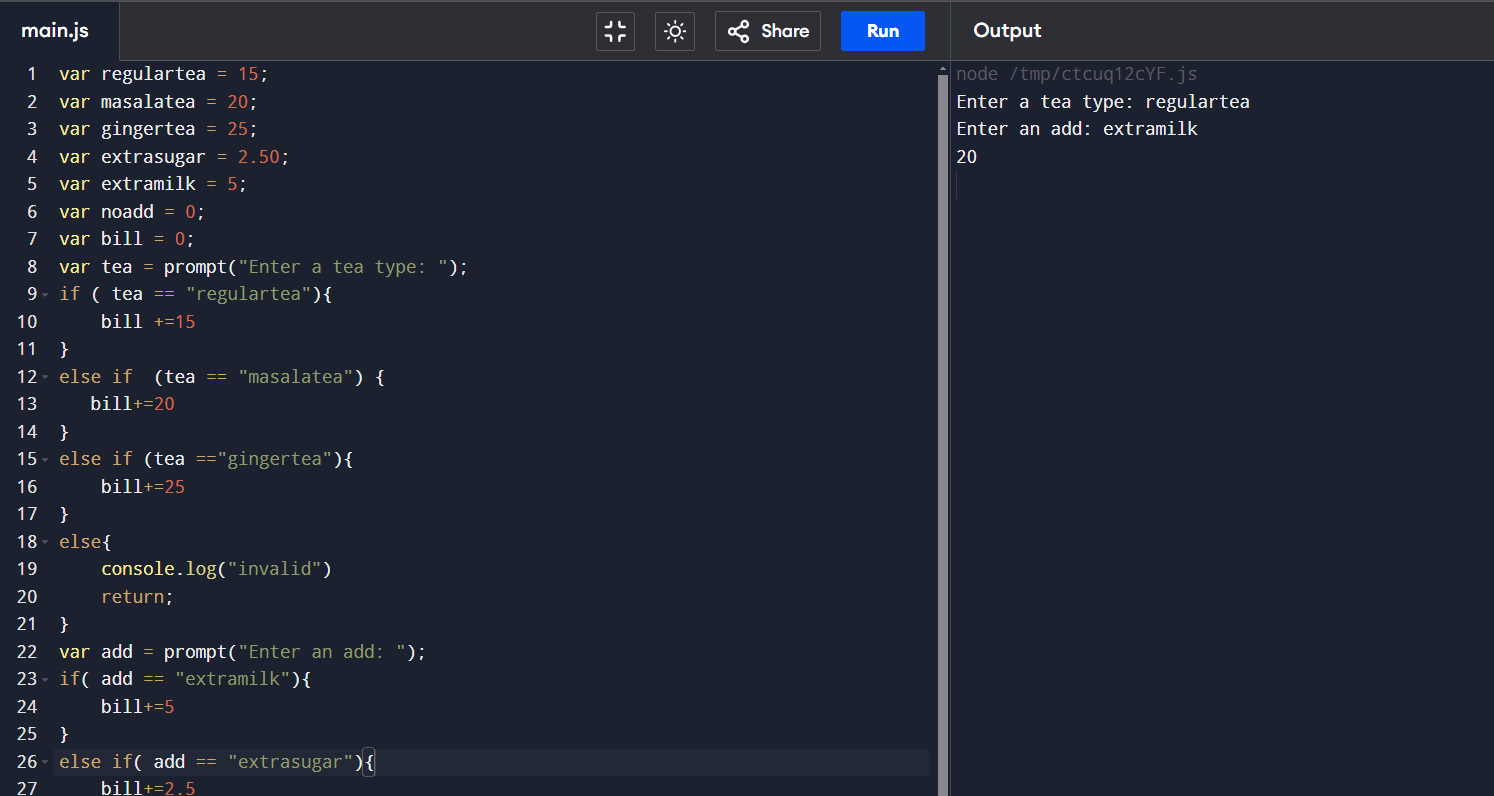 main.js
Share
Run
Output
1 var regulartea = 15;
2 var masalatea = 20;
3 var gingertea = 25;
4 var extrasugar = 2.50;
5 var extramilk = 5;
6 var noadd = 0;
7 var bill = 0;
8 var tea = prompt("Enter a tea type: ");
9 if ( tea == "regulartea"){
10     bill +=15
11 }
12 else if  (tea == "masalatea") {
13    bill+=20
14 }
15 else if (tea =="gingertea"){
16     bill+=25
17 }
18 else{
19     console.log("invalid")
20     return;
21 }
22 var add = prompt("Enter an add: ");
23 if( add == "extramilk"){
24     bill+=5
25 }
26 else if( add == "extrasugar"){
27     bill+=2.5
node /tmp/ctcuq12cYF.js
Enter a tea type: regulartea
Enter an add: extramilk
20